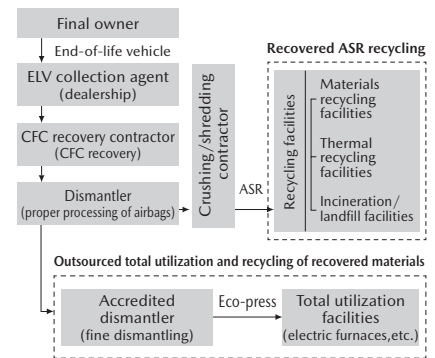 Final owner
End-of-life vehicle
ELV collection agent
(dealership)
CFC recovery contractor
(CFC recovery)
Dismantler
(proper processing of airbags)
Crushing/shredding
contractor
ASR
Recovered ASR recycling
Recycling facilities
Materials
recycling
facilities
Thermal
recycling
facilities
Incineration/
landfill facilities
Outsourced total utilization and recycling of recovered materials
Accredited
dismantler
(fine dismantling)
Eco-press
Total utilization
facilities
(electric furnaces,etc.)